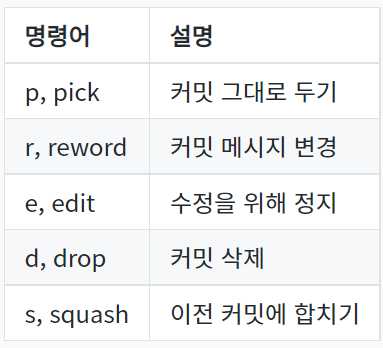 명령어 설명
p, pick 커밋 그대로 두기
r, reword 커밋 메시지 변경
e, edit 수정을 위해 정지
d, drop 커밋 삭제
s, squash 이전 커밋에 합치기